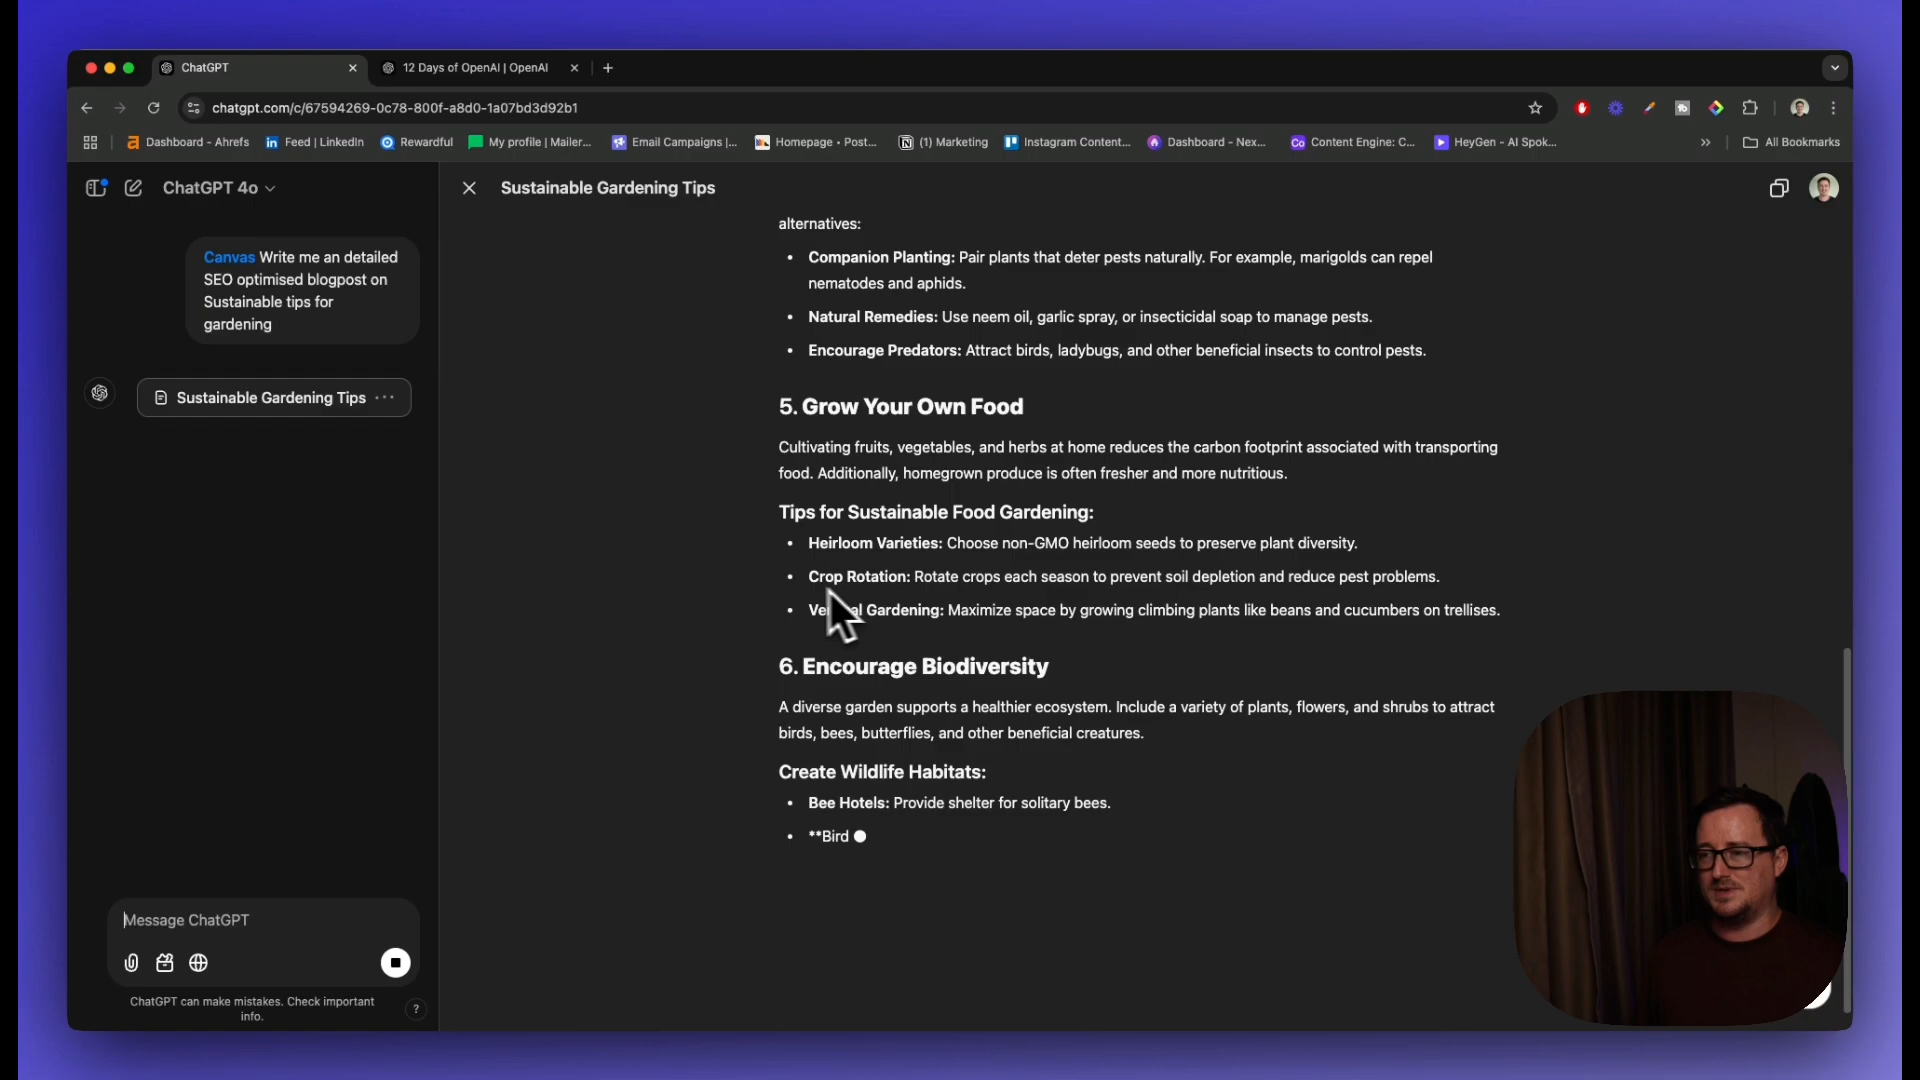 ChatGPT
12 Days of OpenAI | OpenAI
chatgpt.com/c/67594269-0c78-800f-a8d0-1a07bd3d92b1
Dashboard - Ahrefs
Feed | LinkedIn
Rewardful
My profile | Mailer...
Email Campaigns |...
Homepage • Post...
(1) Marketing
Instagram Content...
Dashboard - Nex...
Content Engine: C...
HeyGen - AI Spok...
All Bookmarks
ChatGPT 4o
Sustainable Gardening Tips
Canvas Write me an detailed
SEO optimised blogpost on
Sustainable tips for
gardening
Sustainable Gardening Tips ···
alternatives:
• Companion Planting: Pair plants that deter pests naturally. For example, marigolds can repel
nematodes and aphids.
• Natural Remedies: Use neem oil, garlic spray, or insecticidal soap to manage pests.
• Encourage Predators: Attract birds, ladybugs, and other beneficial insects to control pests.
5. Grow Your Own Food
Cultivating fruits, vegetables, and herbs at home reduces the carbon footprint associated with transporting
food. Additionally, homegrown produce is often fresher and more nutritious.
Tips for Sustainable Food Gardening:
• Heirloom Varieties: Choose non-GMO heirloom seeds to preserve plant diversity.
• Crop Rotation: Rotate crops each season to prevent soil depletion and reduce pest problems.
• Gardening: Maximize space by growing climbing plants like beans and cucumbers on trellises.
6. Encourage Biodiversity
A diverse garden supports a healthier ecosystem. Include a variety of plants, flowers, and shrubs to attract
birds, bees, butterflies, and other beneficial creatures.
Create Wildlife Habitats:
• Bee Hotels: Provide shelter for solitary bees.
• **Bird
Message ChatGPT
ChatGPT can make mistakes. Check important
info.
?